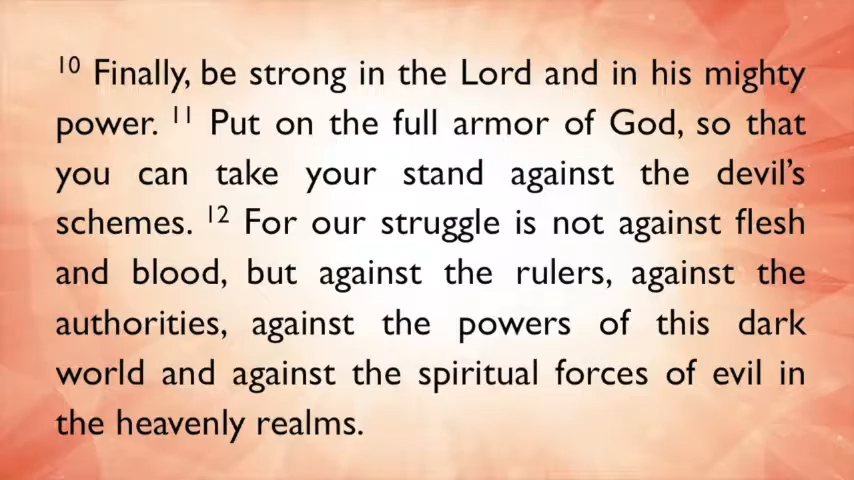 ¹⁰ Finally, be strong in the Lord and in his mighty
power. ¹¹ Put on the full armor of God, so that
you can take your stand against the devil’s
schemes. ¹² For our struggle is not against flesh
and blood, but against the rulers, against the
authorities, against the powers of this dark
world and against the spiritual forces of evil in
the heavenly realms.